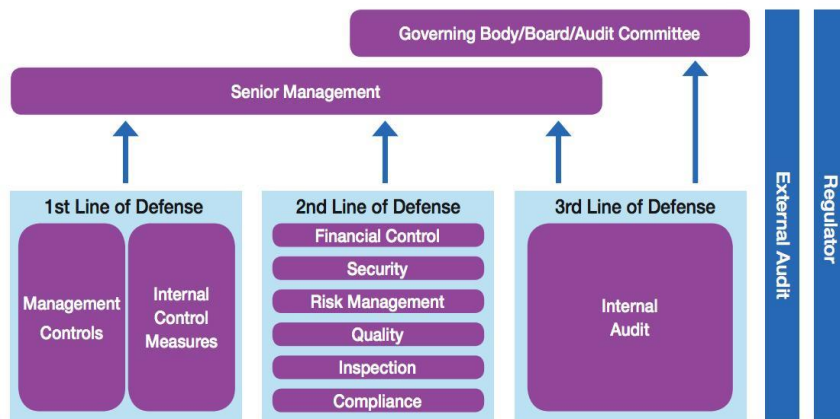 Governing Body/Board/Audit Committee
Senior Management
1st Line of Defense
Management
Controls
Internal
Control
Measures
2nd Line of Defense
Financial Control
Security
Risk Management
Quality
Inspection
Compliance
3rd Line of Defense
Internal
Audit
External Audit
Regulator